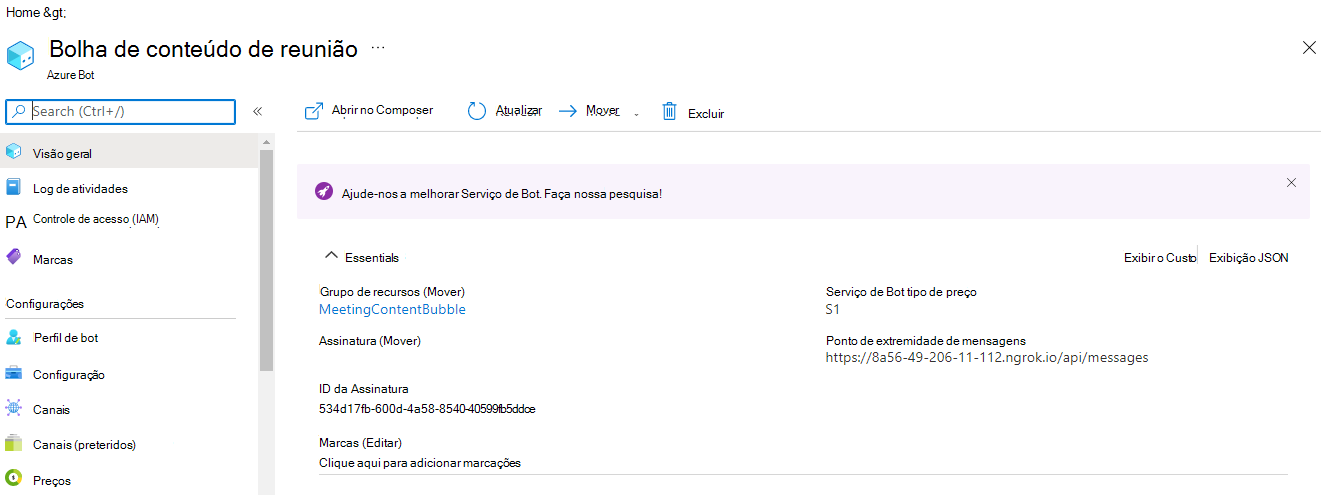 Home &gt;
Bolha de conteúdo de reunião ...
Azure Bot
Search (Ctrl+/)
«
Abrir no Composer
Atualizar
Mover
Excluir
Visão geral
Log de atividades
PA Controle de acesso (IAM)
Marcas
Configurações
Perfil de bot
Configuração
Canais
Canais (preteridos)
Preços
Ajude-nos a melhorar Serviço de Bot. Faça nossa pesquisa!
Essentials
Exibir o Custo
Exibição JSON
Grupo de recursos (Mover)
MeetingContentBubble
Assinatura (Mover)
ID da Assinatura
534d17fb-600d-4a58-8540-40599fb5ddce
Marcas (Editar)
Clique aqui para adicionar marcações
Serviço de Bot tipo de preço
S1
Ponto de extremidade de mensagens
https://8a56-49-206-11-112.ngrok.io/api/messages